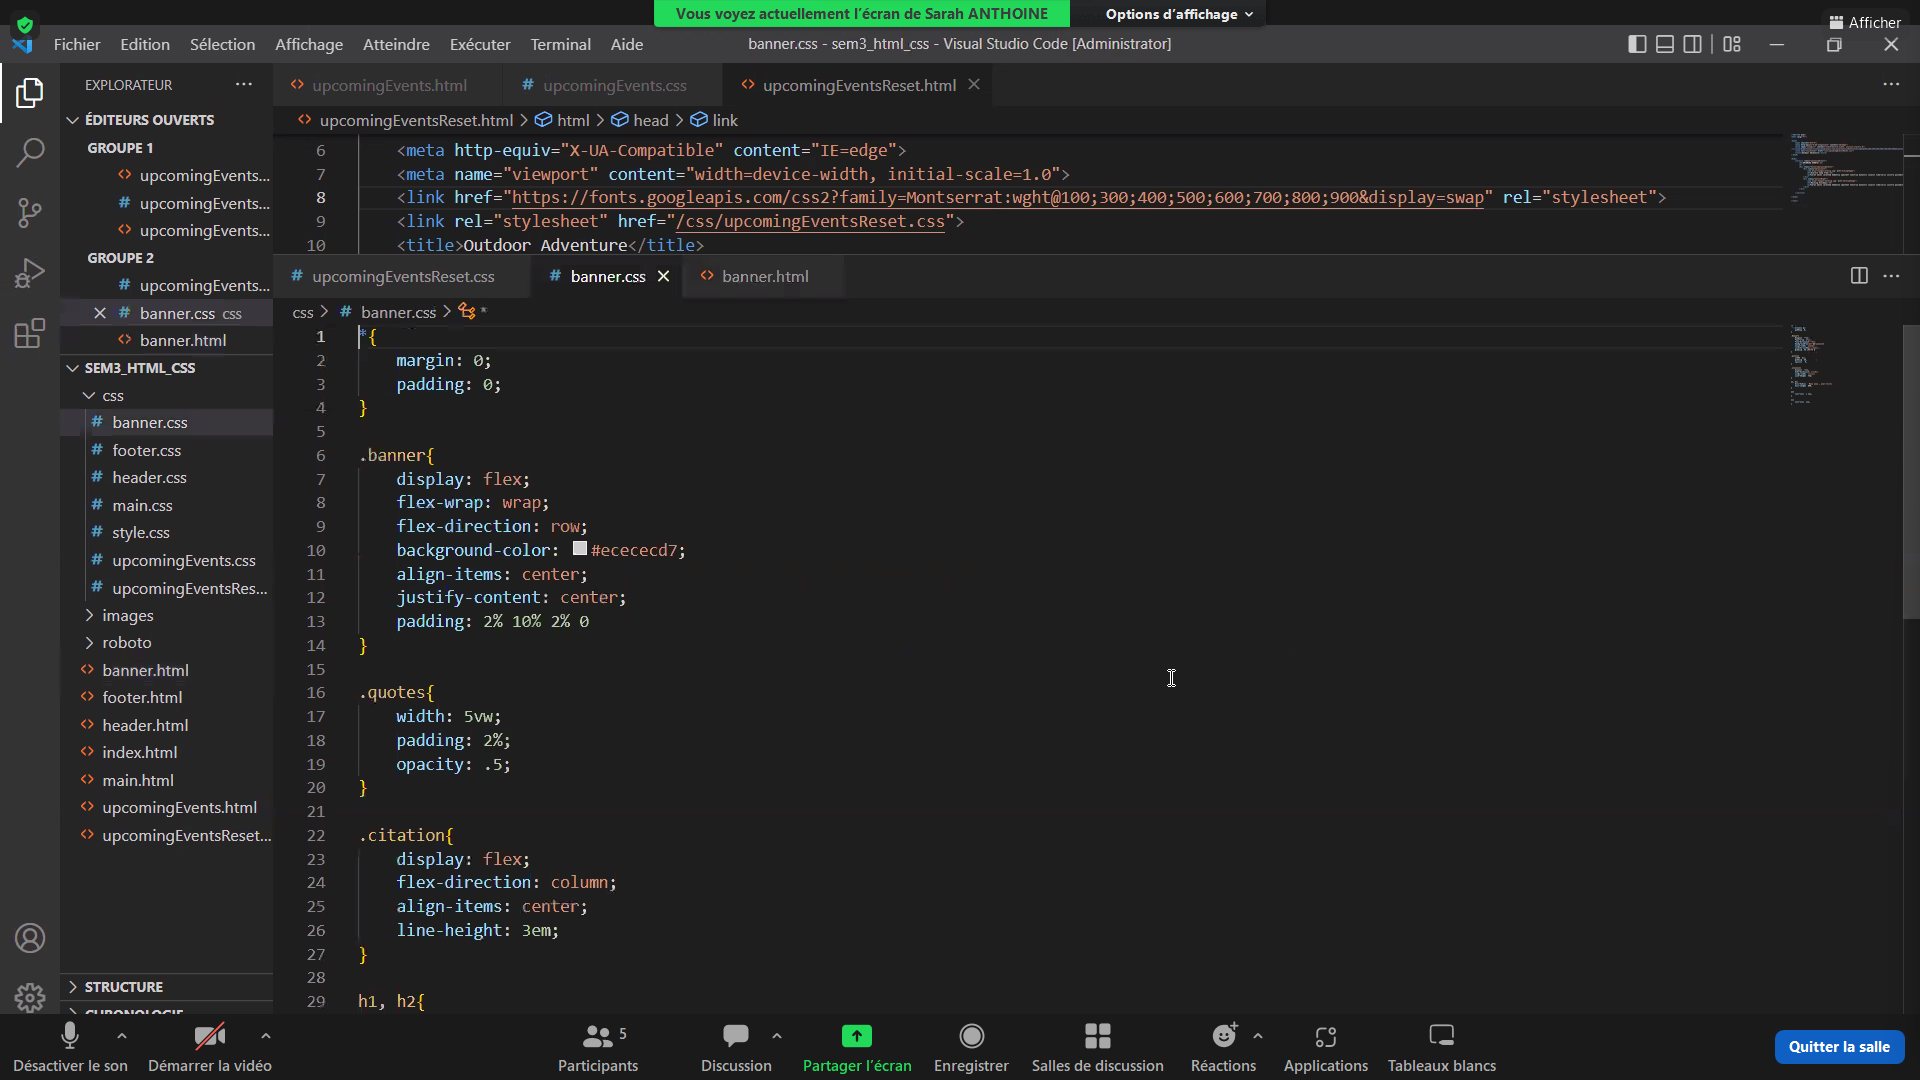 Vous voyez actuellement l'écran de Sarah ANTHOINE
Options d'affichage
Afficher
Fichier Edition Sélection Affichage Atteindre Exécuter Terminal Aide
banner.css - sem3_html_css - Visual Studio Code [Administrator]
EXPLORATEUR
ÉDITEURS OUVERTS
GROUPE 1
upcomingEvents...
upcomingEvents...
upcomingEvents...
GROUPE 2
upcomingEvents...
banner.css css
banner.html
SEM3_HTML_CSS
css
banner.css
footer.css
header.css
main.css
style.css
upcomingEvents.css
upcomingEventsRes...
images
roboto
banner.html
footer.html
header.html
index.html
main.html
upcomingEvents.html
upcomingEventsReset...
STRUCTURE
CHRONOLOGIE
upcomingEvents.html
upcomingEvents.css
upcomingEventsReset.html
upcomingEventsReset.html > html > head > link
6 <meta http-equiv="X-UA-Compatible" content="IE=edge">
7 <meta name="viewport" content="width=device-width, initial-scale=1.0">
8 <link href="https://fonts.googleapis.com/css2?family=Montserrat:wght@100;300;400;500;600;700;800;900&display=swap" rel="stylesheet">
9 <link rel="stylesheet" href="/css/upcomingEventsReset.css">
10 <title>Outdoor Adventure</title>
upcomingEventsReset.css
banner.css
banner.html
css > banner.css > *
1 *{
2 margin: 0;
3 padding: 0;
4 }
5
6 .banner{
7 display: flex;
8 flex-wrap: wrap;
9 flex-direction: row;
10 background-color: #ecececd7;
11 align-items: center;
12 justify-content: center;
13 padding: 2% 10% 2% 0
14 }
15
16 .quotes{
17 width: 5vw;
18 padding: 2%;
19 opacity: .5;
20 }
21
22 .citation{
23 display: flex;
24 flex-direction: column;
25 align-items: center;
26 line-height: 3em;
27 }
28
29 h1, h2{
Désactiver le son
Démarrer la vidéo
5
Participants
Discussion
Partager l'écran
Enregistrer
Salles de discussion
Réactions
Applications
Tableaux blancs
Quitter la salle